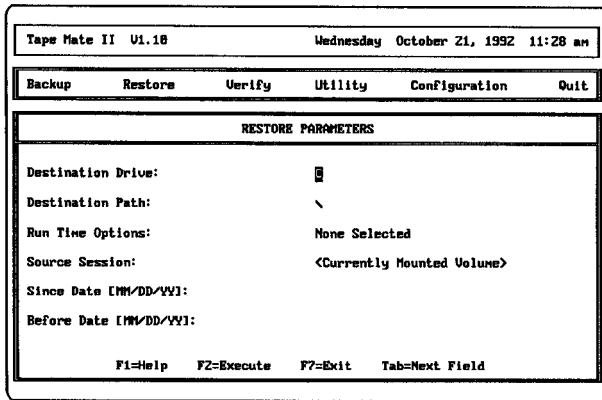 Tape Mate II V1.10 Wednesday October 21, 1992 11:28 am
Backup Restore Verify Utility Configuration Quit
RESTORE PARAMETERS
Destination Drive: C
Destination Path: \
Run Time Options: None Selected
Source Session: <Currently Mounted Volume>
Since Date [MM/DD/YY]:
Before Date [MM/DD/YY]:
F1=Help F2=Execute F7=Exit Tab=Next Field